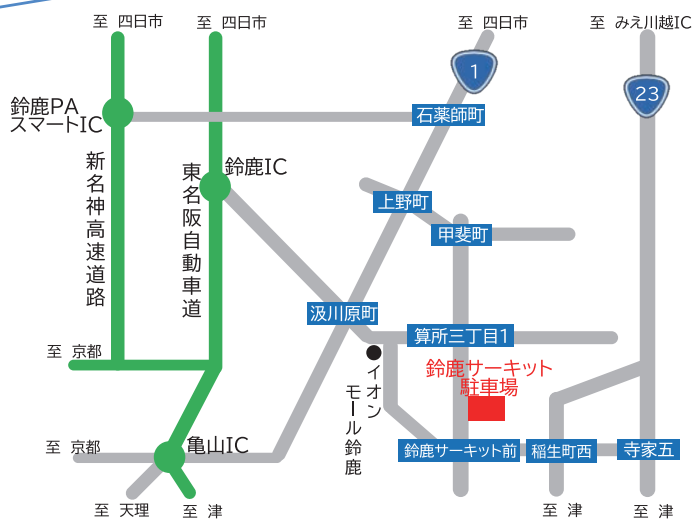 至 四日市
至 四日市
至 四日市
至 みえ川越IC
1
23
鈴鹿PA
スマートIC
石薬師町
新名神高速道路
東名阪自動車道
鈴鹿IC
上野町
甲斐町
汲川原町
算所三丁目1
至 京都
イオン
モール鈴鹿
鈴鹿サーキット
駐車場
至 京都
亀山IC
鈴鹿サーキット前
稲生町西
寺家五
至 天理
至 津
至 津
至 津